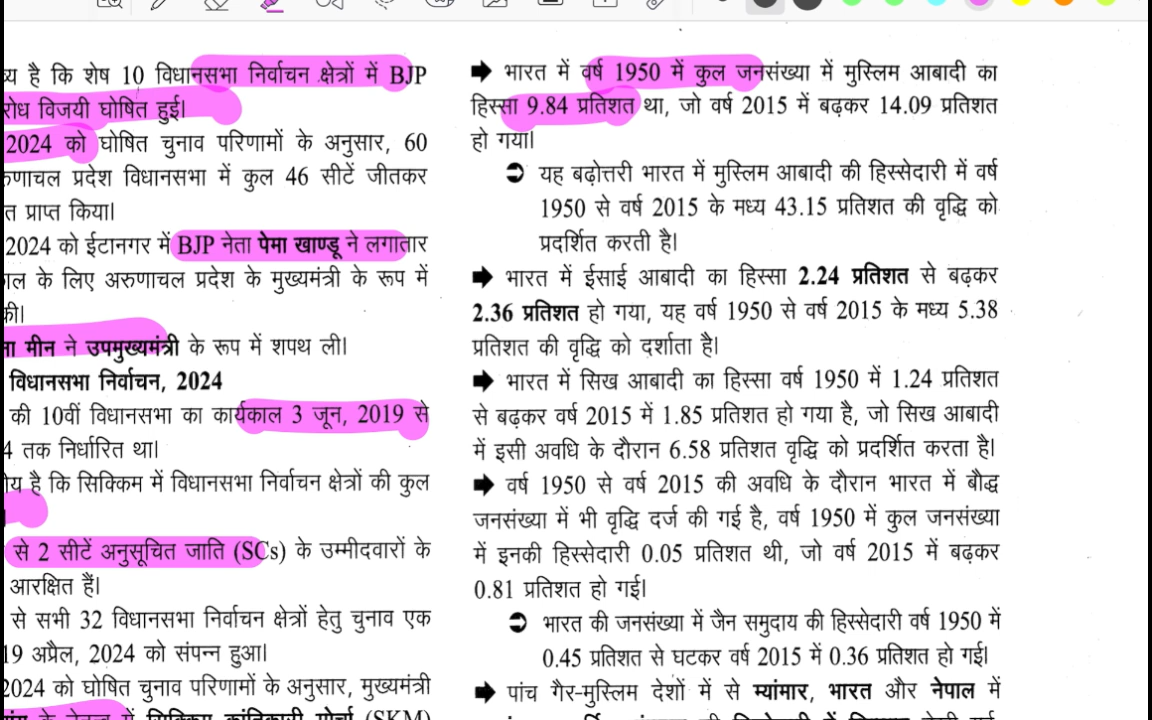 व्य है कि शेष 10 विधानसभा निर्वाचन क्षेत्रों में BJP
रोध विजयी घोषित हुई।
2024 को घोषित चुनाव परिणामों के अनुसार, 60
रुणाचल प्रदेश विधानसभा में कुल 46 सीटें जीतकर
त प्राप्त किया।
2024 को ईटानगर में BJP नेता पेमा खाण्डू ने लगातार
के लिए अरुणाचल प्रदेश के मुख्यमंत्री के रूप में
की।
मीन ने उपमुख्यमंत्री के रूप में शपथ ली।
विधानसभा निर्वाचन, 2024
की 10वीं विधानसभा का कार्यकाल 3 जून, 2019 से
4 तक निर्धारित था।
है कि सिक्किम में विधानसभा निर्वाचन क्षेत्रों की कुल
से 2 सीटें अनुसूचित जाति (SCs) के उम्मीदवारों के
आरक्षित हैं।
से सभी 32 विधानसभा निर्वाचन क्षेत्रों हेतु चुनाव एक
19 अप्रैल, 2024 को संपन्न हुआ।
2024 को घोषित चुनाव परिणामों के अनुसार, मुख्यमंत्री
के नेतृत्व में सिक्किम क्रांतिकारी मोर्चा (SKM)
➡ भारत में वर्ष 1950 में कुल जनसंख्या में मुस्लिम आबादी का
हिस्सा 9.84 प्रतिशत था, जो वर्ष 2015 में बढ़कर 14.09 प्रतिशत
हो गया।
➲ यह बढ़ोत्तरी भारत में मुस्लिम आबादी की हिस्सेदारी में वर्ष
1950 से वर्ष 2015 के मध्य 43.15 प्रतिशत की वृद्धि को
प्रदर्शित करती है।
➡ भारत में ईसाई आबादी का हिस्सा 2.24 प्रतिशत से बढ़कर
2.36 प्रतिशत हो गया, यह वर्ष 1950 से वर्ष 2015 के मध्य 5.38
प्रतिशत की वृद्धि को दर्शाता है।
➡ भारत में सिख आबादी का हिस्सा वर्ष 1950 में 1.24 प्रतिशत
से बढ़कर वर्ष 2015 में 1.85 प्रतिशत हो गया है, जो सिख आबादी
में इसी अवधि के दौरान 6.58 प्रतिशत वृद्धि को प्रदर्शित करता है।
➡ वर्ष 1950 से वर्ष 2015 की अवधि के दौरान भारत में बौद्ध
जनसंख्या में भी वृद्धि दर्ज की गई है, वर्ष 1950 में कुल जनसंख्या
में इनकी हिस्सेदारी 0.05 प्रतिशत थी, जो वर्ष 2015 में बढ़कर
0.81 प्रतिशत हो गई।
➲ भारत की जनसंख्या में जैन समुदाय की हिस्सेदारी वर्ष 1950 में
0.45 प्रतिशत से घटकर वर्ष 2015 में 0.36 प्रतिशत हो गई।
➡ पांच गैर-मुस्लिम देशों में से म्यांमार, भारत और नेपाल में